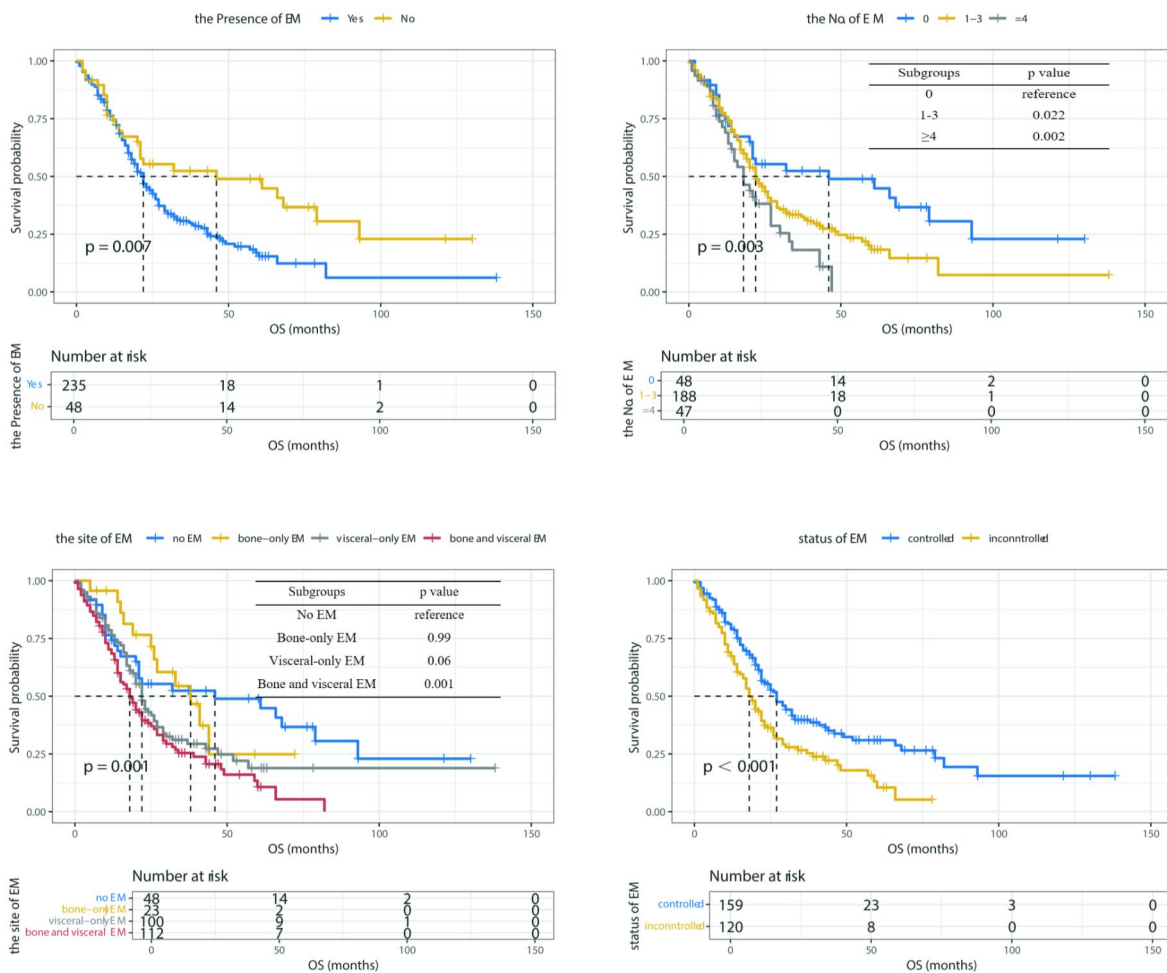 the Presence of EM Yes No
1.00
0.75
0.50
0.25
0.00
Survival probability
p = 0.007
0 50 100 150
OS (months)
Number at risk
the Presence of EM
Yes 235 18 1 0
No 48 14 2 0
0 50 100 150
OS (months)
the No. of E M 0 1−3 =4
1.00
0.75
0.50
0.25
0.00
Survival probability
Subgroups p value
0 reference
1-3 0.022
≥4 0.002
p = 0.003
0 50 100 150
OS (months)
Number at risk
the No. of E M
0 48 14 2 0
1−3 188 18 1 0
=4 47 0 0 0
0 50 100 150
OS (months)
the site of EM no EM bone−only EM visceral−only EM bone and visceral EM
1.00
0.75
0.50
0.25
0.00
Survival probability
Subgroups p value
No EM reference
Bone-only EM 0.99
Visceral-only EM 0.06
Bone and visceral EM 0.001
p = 0.001
0 50 100 150
OS (months)
Number at risk
the site of EM
no EM 48 14 2 0
bone−only EM 23 2 0 0
visceral−only EM 100 9 1 0
bone and visceral EM 112 7 0 0
0 50 100 150
OS (months)
status of EM controlled inconntrolled
1.00
0.75
0.50
0.25
0.00
Survival probability
p < 0.001
0 50 100 150
OS (months)
Number at risk
status of EM
controlled 159 23 3 0
inconntrolled 120 8 0 0
0 50 100 150
OS (months)